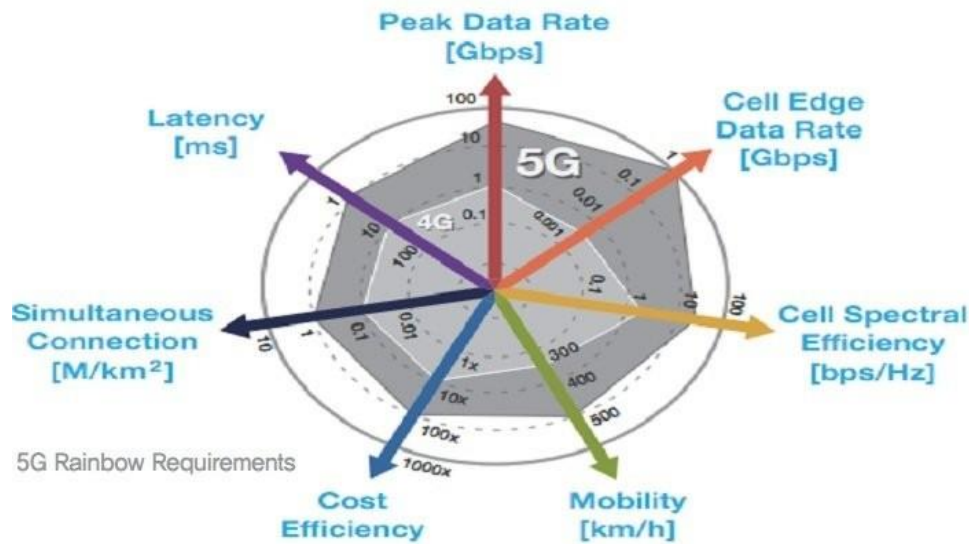 Peak Data Rate
[Gbps]
Latency
[ms]
Cell Edge
Data Rate
[Gbps]
100
10
1
0.1
5G
4G
1
0.1
0.01
0.001
1
10
100
0.1
1
10
100
Simultaneous
Connection
[M/km²]
10
1
0.1
0.01
Cell Spectral
Efficiency
[bps/Hz]
1x
10x
100x
1000x
300
400
500
5G Rainbow Requirements
Cost
Efficiency
Mobility
[km/h]